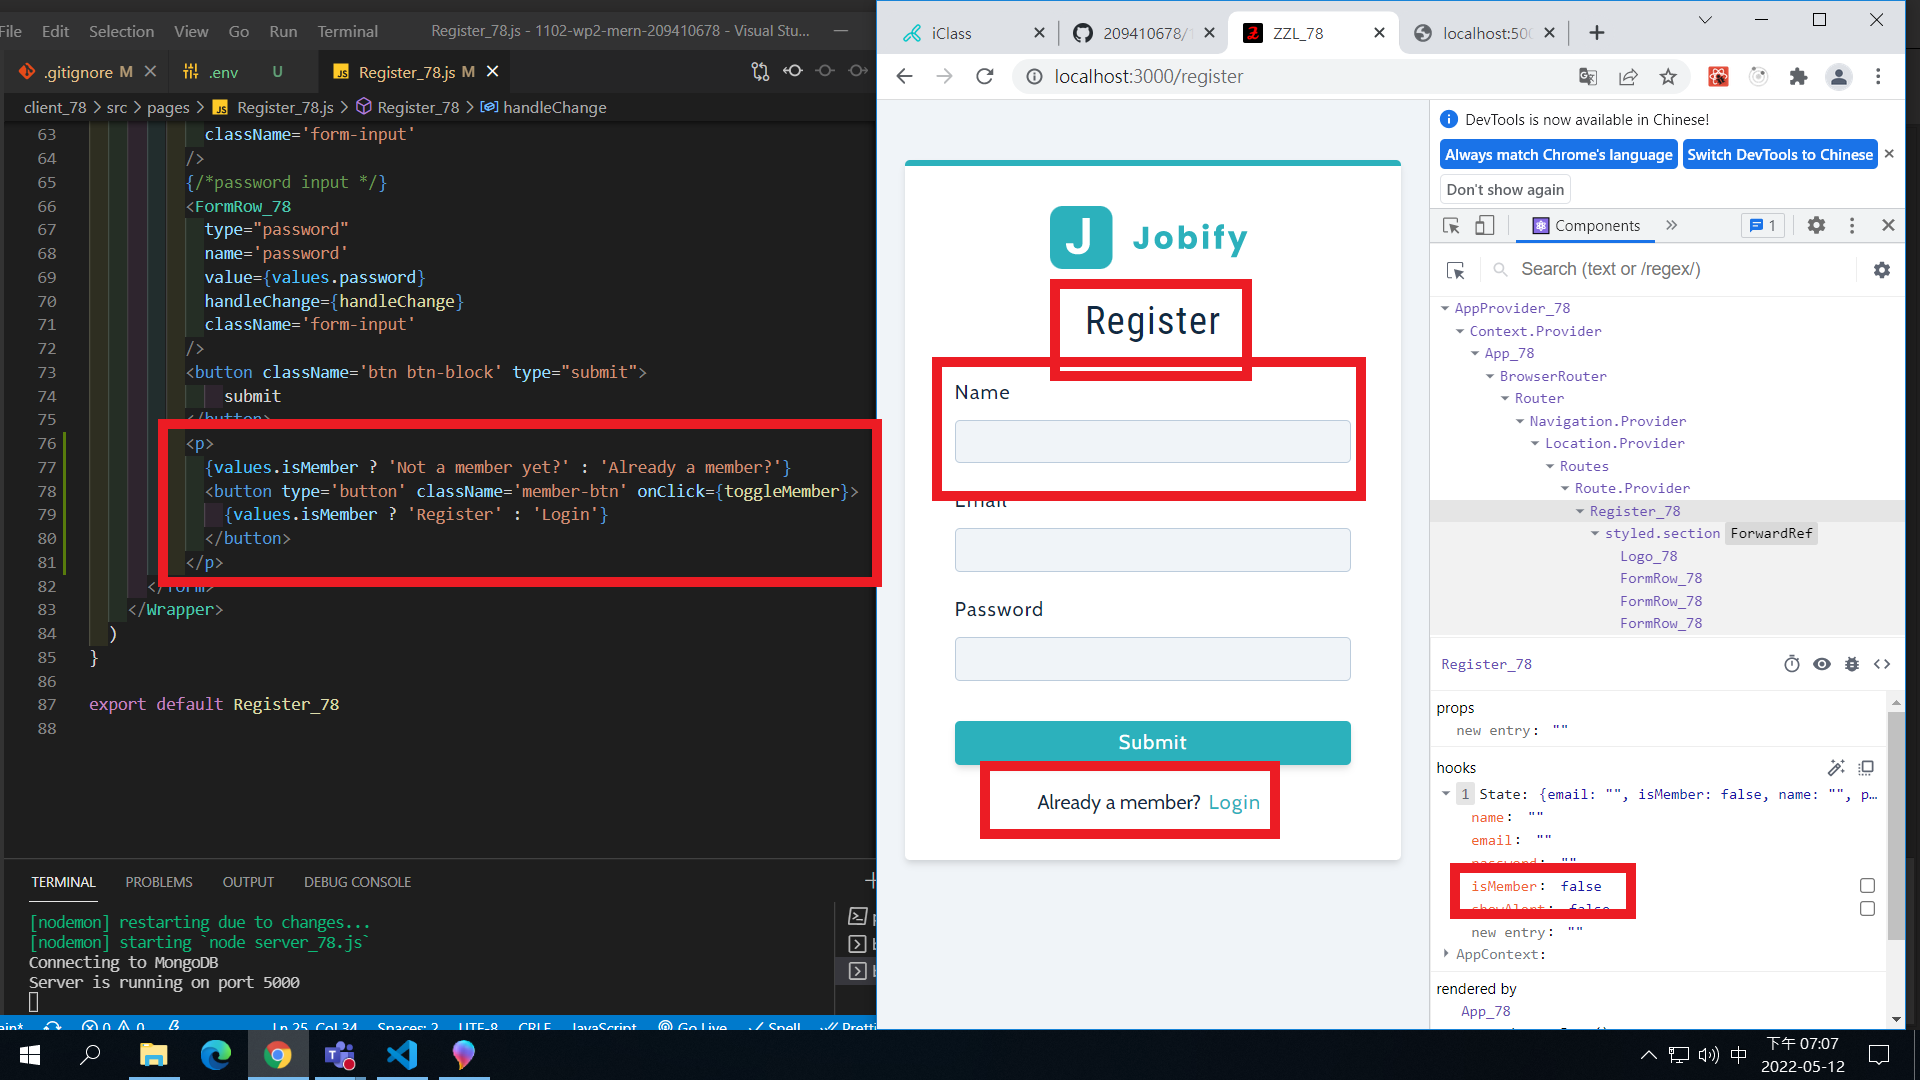 File Edit Selection View Go Run Terminal
Register_78.js - 1102-wp2-mern-209410678 - Visual Stu...
.gitignore M
.env U
JS Register_78.js M
client_78 > src > pages > JS Register_78.js > Register_78 > handleChange
63 className='form-input'
64 />
65 {/*password input */}
66 <FormRow_78
67 type="password"
68 name='password'
69 value={values.password}
70 handleChange={handleChange}
71 className='form-input'
72 />
73 <button className='btn btn-block' type="submit">
74 submit
75 </button>
76 <p>
77 {values.isMember ? 'Not a member yet?' : 'Already a member?'}
78 <button type='button' className='member-btn' onClick={toggleMember}>
79 {values.isMember ? 'Register' : 'Login'}
80 </button>
81 </p>
82 </form>
83 </Wrapper>
84 )
85 }
86
87 export default Register_78
88
TERMINAL PROBLEMS OUTPUT DEBUG CONSOLE
[nodemon] restarting due to changes...
[nodemon] starting `node server_78.js`
Connecting to MongoDB
Server is running on port 5000
0 0 Ln 25, Col 34 Spaces: 2 UTF-8 CRLF JavaScript Go Live Spell
iClass
209410678/
ZZL_78
localhost:500
localhost:3000/register
J Jobify
Register
Name
Email
Password
Submit
Already a member? Login
DevTools is now available in Chinese!
Always match Chrome's language
Switch DevTools to Chinese
Don't show again
Components
1
Search (text or /regex/)
AppProvider_78
Context.Provider
App_78
BrowserRouter
Router
Navigation.Provider
Location.Provider
Routes
Route.Provider
Register_78
styled.section ForwardRef
Logo_78
FormRow_78
FormRow_78
FormRow_78
Register_78
props
new entry: ""
hooks
1 State: {email: "", isMember: false, name: "", p…
name: ""
email: ""
password: ""
isMember: false
showAlert: false
new entry: ""
AppContext:
rendered by
App_78
中
下午 07:07
2022-05-12